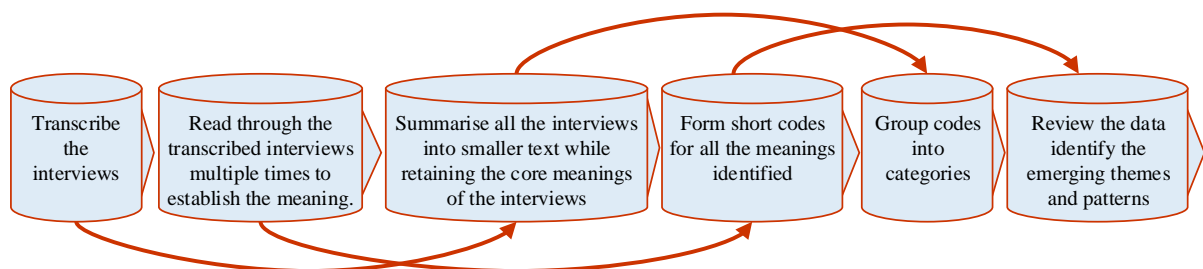 Transcribe
the
interviews
Read through the
transcribed interviews
multiple times to
establish the meaning.
Summarise all the interviews
into smaller text while
retaining the core meanings
of the interviews
Form short codes
for all the meanings
identified
Group codes
into
categories
Review the data
identify the
emerging themes
and patterns